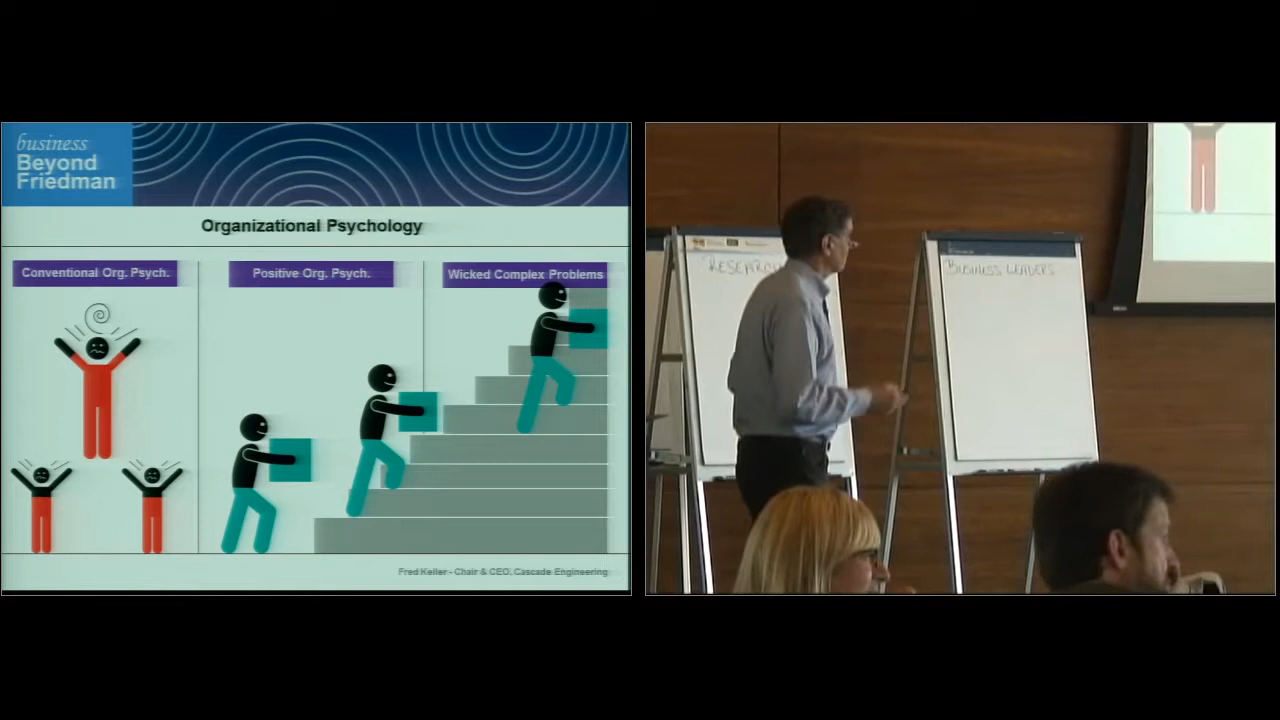 business
Beyond
Friedman
Organizational Psychology
Conventional Org. Psych.
Positive Org. Psych.
Wicked Complex Problems
Fred Keller - Chair & CEO, Cascade Engineering
BUSINESS LEADERS